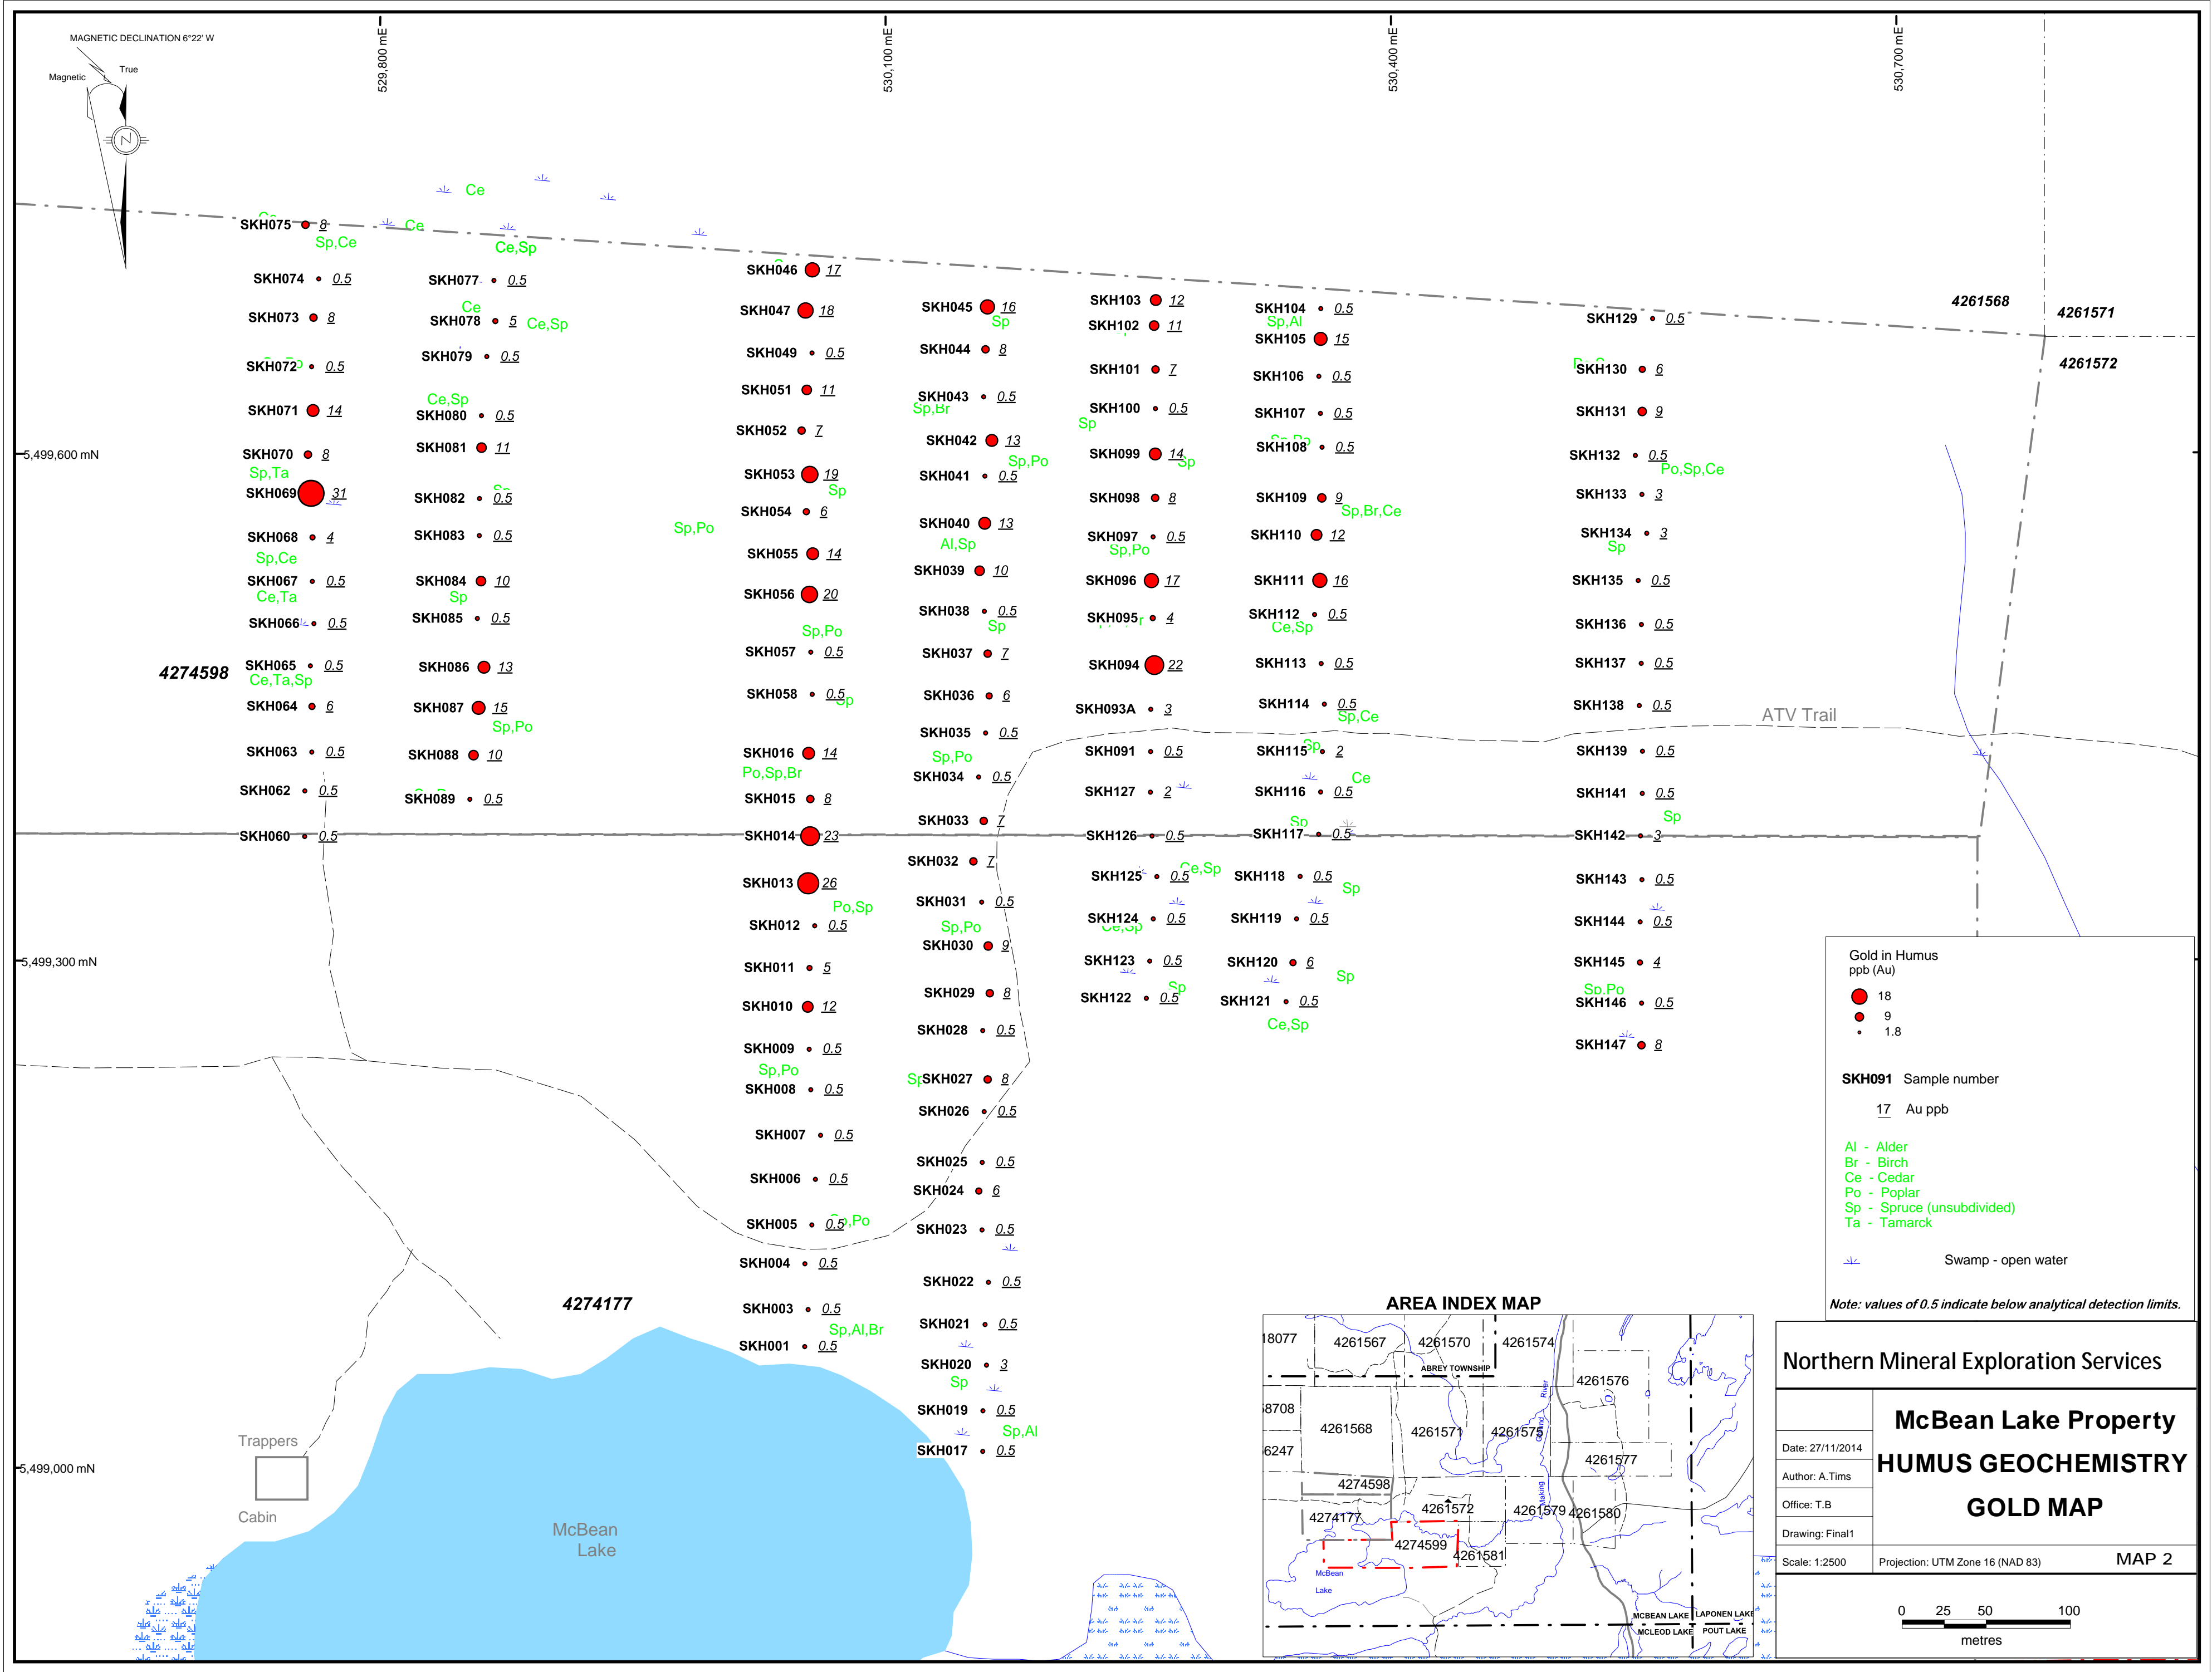 MAGNETIC DECLINATION 6°22' W
True
Magnetic
N
529,800 mE
530,100 mE
530,400 mE
530,700 mE
5,499,600 mN
5,499,300 mN
5,499,000 mN
Ce
Ce
Ce,Sp
SKH075 8
Sp,Ce
SKH074 0.5
SKH073 8
SKH072 0.5
SKH071 14
SKH070 8
Sp,Ta
SKH069 31
SKH068 4
Sp,Ce
SKH067 0.5
Ce,Ta
SKH066 0.5
SKH065 0.5
Ce,Ta,Sp
SKH064 6
SKH063 0.5
SKH062 0.5
SKH060 0.5
4274598
SKH077 0.5
Ce
SKH078 5 Ce,Sp
SKH079 0.5
Ce,Sp
SKH080 0.5
SKH081 11
SKH082 0.5
SKH083 0.5
SKH084 10
Sp
SKH085 0.5
SKH086 13
SKH087 15
Sp,Po
SKH088 10
SKH089 0.5
Sp,Po
SKH046 17
SKH047 18
SKH049 0.5
SKH051 11
SKH052 7
SKH053 19
Sp
SKH054 6
SKH055 14
SKH056 20
Sp,Po
SKH057 0.5
SKH058 0.5
Sp
SKH016 14
Po,Sp,Br
SKH015 8
SKH014 23
SKH013 26
Po,Sp
SKH012 0.5
SKH011 5
SKH010 12
SKH009 0.5
Sp,Po
SKH008 0.5
SKH007 0.5
SKH006 0.5
SKH005 0.5 Sp,Po
SKH004 0.5
SKH003 0.5
Sp,Al,Br
SKH001 0.5
4274177
SKH045 16
Sp
SKH044 8
SKH043 0.5
Sp,Br
SKH042 13
Sp,Po
SKH041 0.5
SKH040 13
Al,Sp
SKH039 10
SKH038 0.5
Sp
SKH037 7
SKH036 6
SKH035 0.5
Sp,Po
SKH034 0.5
SKH033 7
SKH032 7
SKH031 0.5
Sp,Po
SKH030 9
SKH029 8
SKH028 0.5
Sp SKH027 8
SKH026 0.5
SKH025 0.5
SKH024 6
SKH023 0.5
SKH022 0.5
SKH021 0.5
SKH020 3
Sp
SKH019 0.5
Sp,Al
SKH017 0.5
SKH103 12
SKH102 11
SKH101 7
SKH100 0.5
Sp
SKH099 14
Sp
SKH098 8
SKH097 0.5
Sp,Po
SKH096 17
SKH095 4
SKH094 22
SKH093A 3
SKH091 0.5
SKH127 2
SKH126 0.5
Ce,Sp
SKH125 0.5
SKH124 0.5
Ce,Sp
SKH123 0.5
Sp
SKH122 0.5
SKH104 0.5
Sp,Al
SKH105 15
SKH106 0.5
SKH107 0.5
Sp,Po
SKH108 0.5
SKH109 9
Sp,Br,Ce
SKH110 12
SKH111 16
SKH112 0.5
Ce,Sp
SKH113 0.5
SKH114 0.5
Sp,Ce
SKH115 Sp 2
Ce
SKH116 0.5
Sp
SKH117 0.5
SKH118 0.5
Sp
SKH119 0.5
SKH120 6
Sp
SKH121 0.5
Ce,Sp
SKH129 0.5
SKH130 6
SKH131 9
SKH132 0.5
Po,Sp,Ce
SKH133 3
SKH134 3
Sp
SKH135 0.5
SKH136 0.5
SKH137 0.5
SKH138 0.5
SKH139 0.5
SKH141 0.5
Sp
SKH142 3
SKH143 0.5
SKH144 0.5
SKH145 4
Sp,Po
SKH146 0.5
SKH147 8
ATV Trail
4261568
4261571
4261572
Trappers
Cabin
McBean
Lake
Gold in Humus
ppb (Au)
18
9
1.8
SKH091 Sample number
17 Au ppb
Al - Alder
Br - Birch
Ce - Cedar
Po - Poplar
Sp - Spruce (unsubdivided)
Ta - Tamarck
Swamp - open water
Note: values of 0.5 indicate below analytical detection limits.
AREA INDEX MAP
18077
4261567
4261570
4261574
ABREY TOWNSHIP
4261576
River
68708
4261568
4261571
4261575
Ground
6247
4261577
4274598
Making
4274177
4261572
4261579
4261580
4274599
4261581
McBean
Lake
MCBEAN LAKE
LAPONEN LAKE
MCLEOD LAKE
POUT LAKE
Northern Mineral Exploration Services
McBean Lake Property
HUMUS GEOCHEMISTRY
GOLD MAP
Date: 27/11/2014
Author: A.Tims
Office: T.B
Drawing: Final1
Scale: 1:2500
Projection: UTM Zone 16 (NAD 83)
MAP 2
0 25 50 100
metres